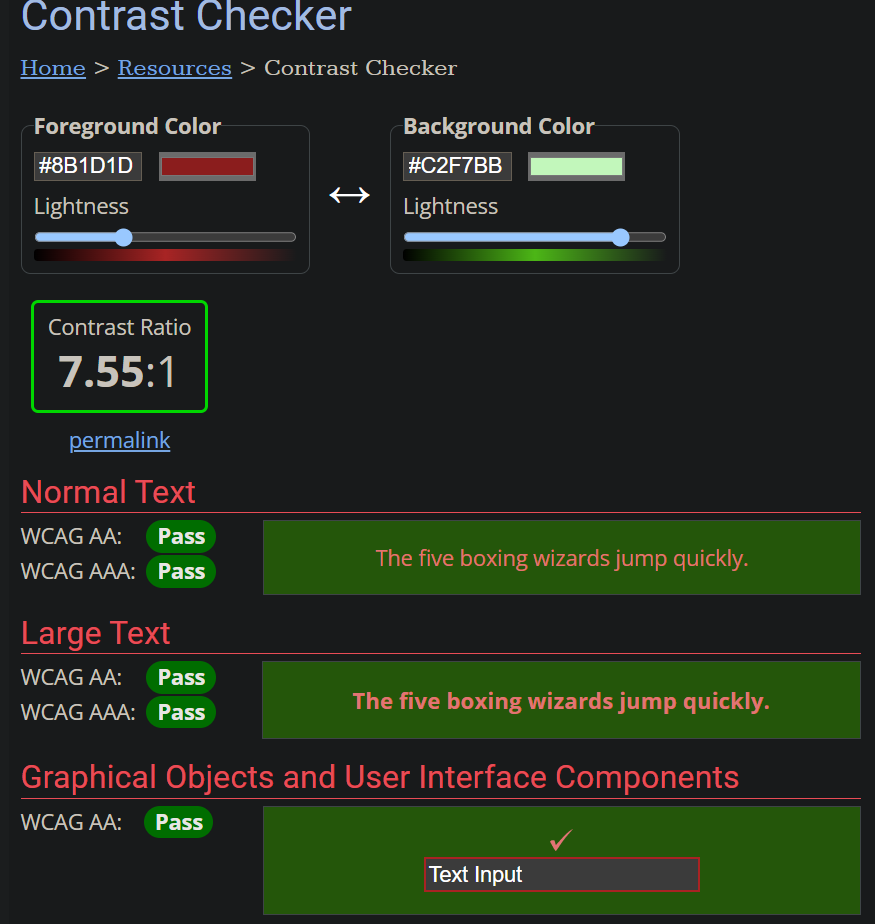 Contrast Checker
Home > Resources > Contrast Checker
Foreground Color
#8B1D1D
Lightness
Background Color
#C2F7BB
Lightness
Contrast Ratio
7.55:1
permalink
Normal Text
WCAG AA: Pass
WCAG AAA: Pass
The five boxing wizards jump quickly.
Large Text
WCAG AA: Pass
WCAG AAA: Pass
The five boxing wizards jump quickly.
Graphical Objects and User Interface Components
WCAG AA: Pass
Text Input